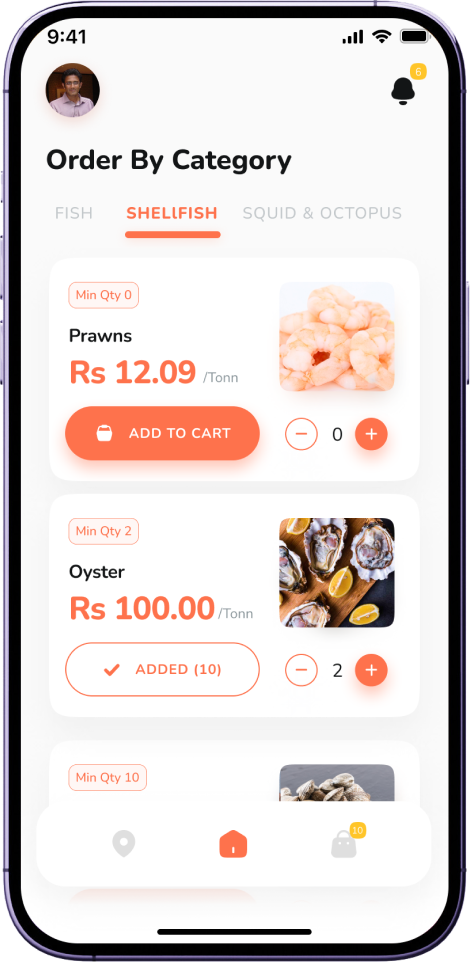 9:41
6
Order By Category
FISH SHELlFISH SQUID & OCTOPUS
Min Qty 0
Prawns
Rs 12.09 /Tonn
ADD TO CART 0
Min Qty 2
Oyster
Rs 100.00 /Tonn
ADDED (10) 2
Min Qty 10
10